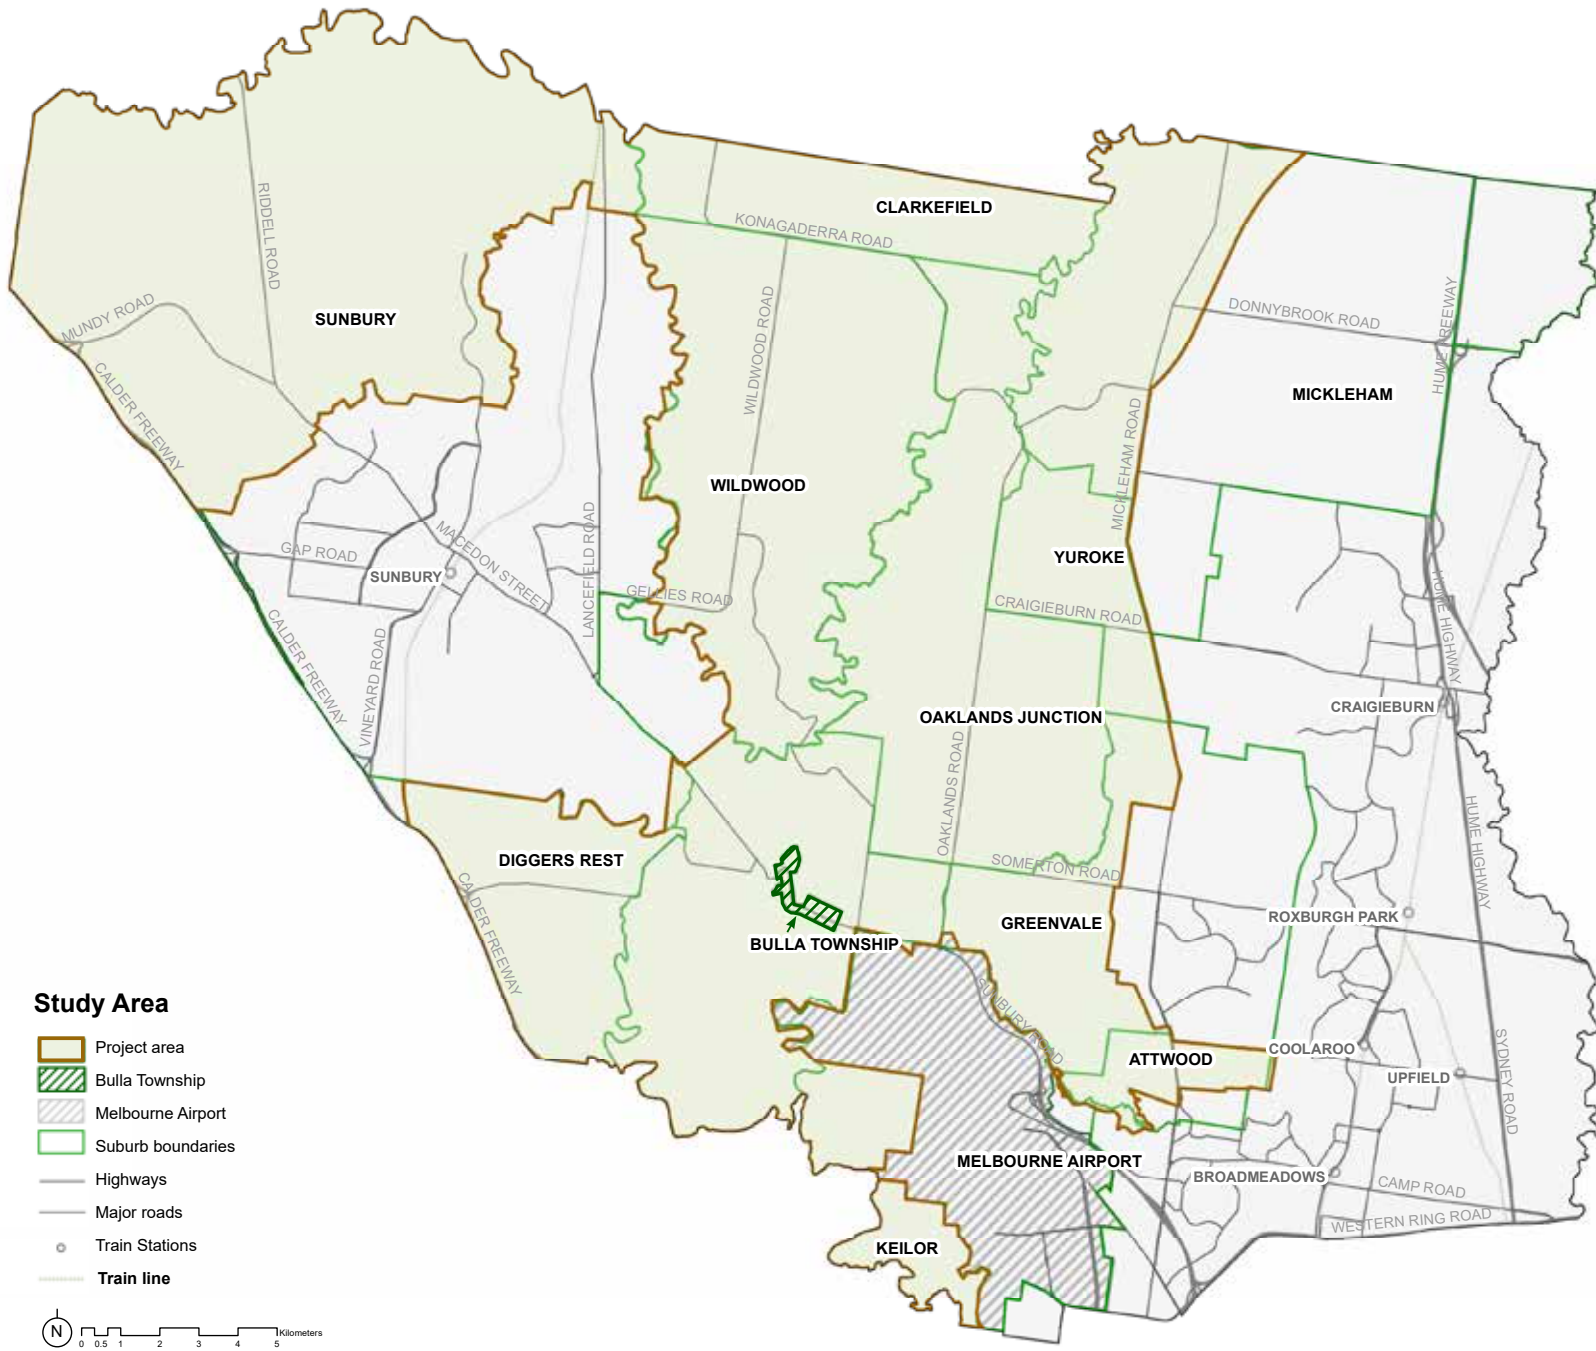 CLARKEFIELD
KONAGADERRA ROAD
RIDDELL ROAD
SUNBURY
MUNDY ROAD
CALDER FREEWAY
WILDWOOD ROAD
DONNYBROOK ROAD
HUME FREEWAY
MICKLEHAM
MICKLEHAM ROAD
WILDWOOD
GAP ROAD
MACEDON STREET
SUNBURY
LANCEFIELD ROAD
GELLIES ROAD
YUROKE
CRAIGIEBURN ROAD
HUME HIGHWAY
CALDER FREEWAY
VINEYARD ROAD
OAKLANDS JUNCTION
OAKLANDS ROAD
CRAIGIEBURN
HUME HIGHWAY
DIGGERS REST
SOMERTON ROAD
CALDER FREEWAY
GREENVALE
ROXBURGH PARK
BULLA TOWNSHIP
SUNBURY ROAD
ATTWOOD
COOLAROO
UPFIELD
SYDNEY ROAD
MELBOURNE AIRPORT
BROADMEADOWS
CAMP ROAD
WESTERN RING ROAD
KEILOR
Study Area
Project area
Bulla Township
Melbourne Airport
Suburb boundaries
Highways
Major roads
Train Stations
Train line
N
Kilometers
0 0.5 1 2 3 4 5